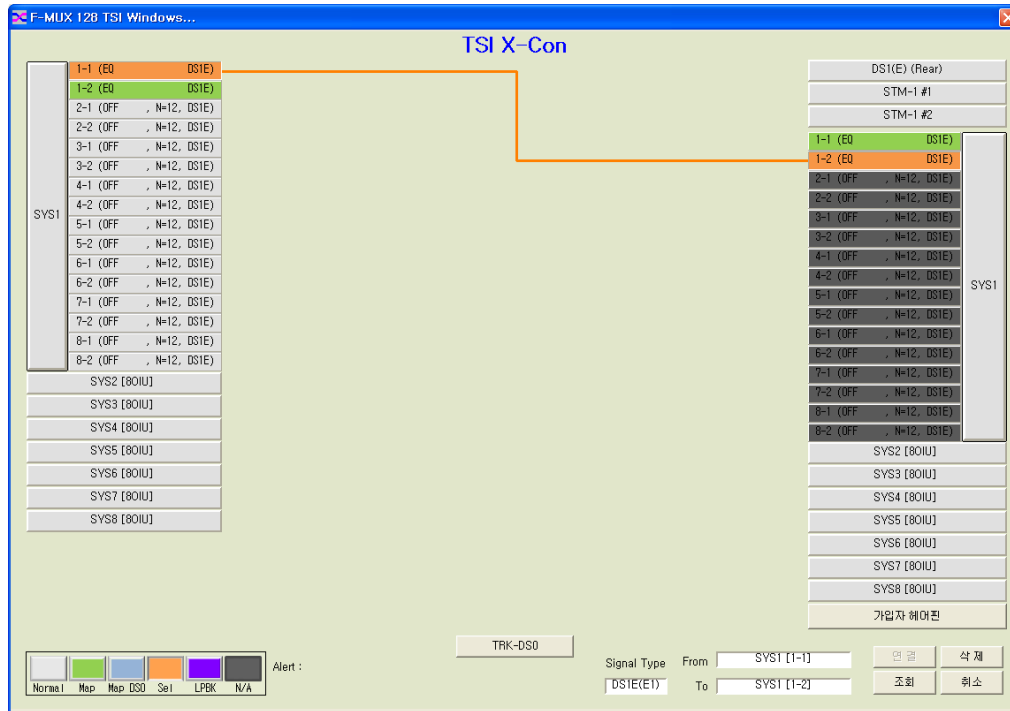 F-MUX 128 TSI Windows...
TSI X-Con
SYS1
1-1 (EQ DS1E)
1-2 (EQ DS1E)
2-1 (OFF , N=12, DS1E)
2-2 (OFF , N=12, DS1E)
3-1 (OFF , N=12, DS1E)
3-2 (OFF , N=12, DS1E)
4-1 (OFF , N=12, DS1E)
4-2 (OFF , N=12, DS1E)
5-1 (OFF , N=12, DS1E)
5-2 (OFF , N=12, DS1E)
6-1 (OFF , N=12, DS1E)
6-2 (OFF , N=12, DS1E)
7-1 (OFF , N=12, DS1E)
7-2 (OFF , N=12, DS1E)
8-1 (OFF , N=12, DS1E)
8-2 (OFF , N=12, DS1E)
SYS2 [8OIU]
SYS3 [8OIU]
SYS4 [8OIU]
SYS5 [8OIU]
SYS6 [8OIU]
SYS7 [8OIU]
SYS8 [8OIU]
DS1(E) (Rear)
STM-1 #1
STM-1 #2
1-1 (EQ DS1E)
1-2 (EQ DS1E)
2-1 (OFF , N=12, DS1E)
2-2 (OFF , N=12, DS1E)
3-1 (OFF , N=12, DS1E)
3-2 (OFF , N=12, DS1E)
4-1 (OFF , N=12, DS1E)
4-2 (OFF , N=12, DS1E)
5-1 (OFF , N=12, DS1E)
5-2 (OFF , N=12, DS1E)
6-1 (OFF , N=12, DS1E)
6-2 (OFF , N=12, DS1E)
7-1 (OFF , N=12, DS1E)
7-2 (OFF , N=12, DS1E)
8-1 (OFF , N=12, DS1E)
8-2 (OFF , N=12, DS1E)
SYS1
SYS2 [8OIU]
SYS3 [8OIU]
SYS4 [8OIU]
SYS5 [8OIU]
SYS6 [8OIU]
SYS7 [8OIU]
SYS8 [8OIU]
가입자 헤어핀
TRK-DS0
Normal Map Map DS0 Sel LPBK N/A
Alert :
Signal Type From SYS1 [1-1] 연 결 삭 제
DS1E(E1) To SYS1 [1-2] 조회 취소